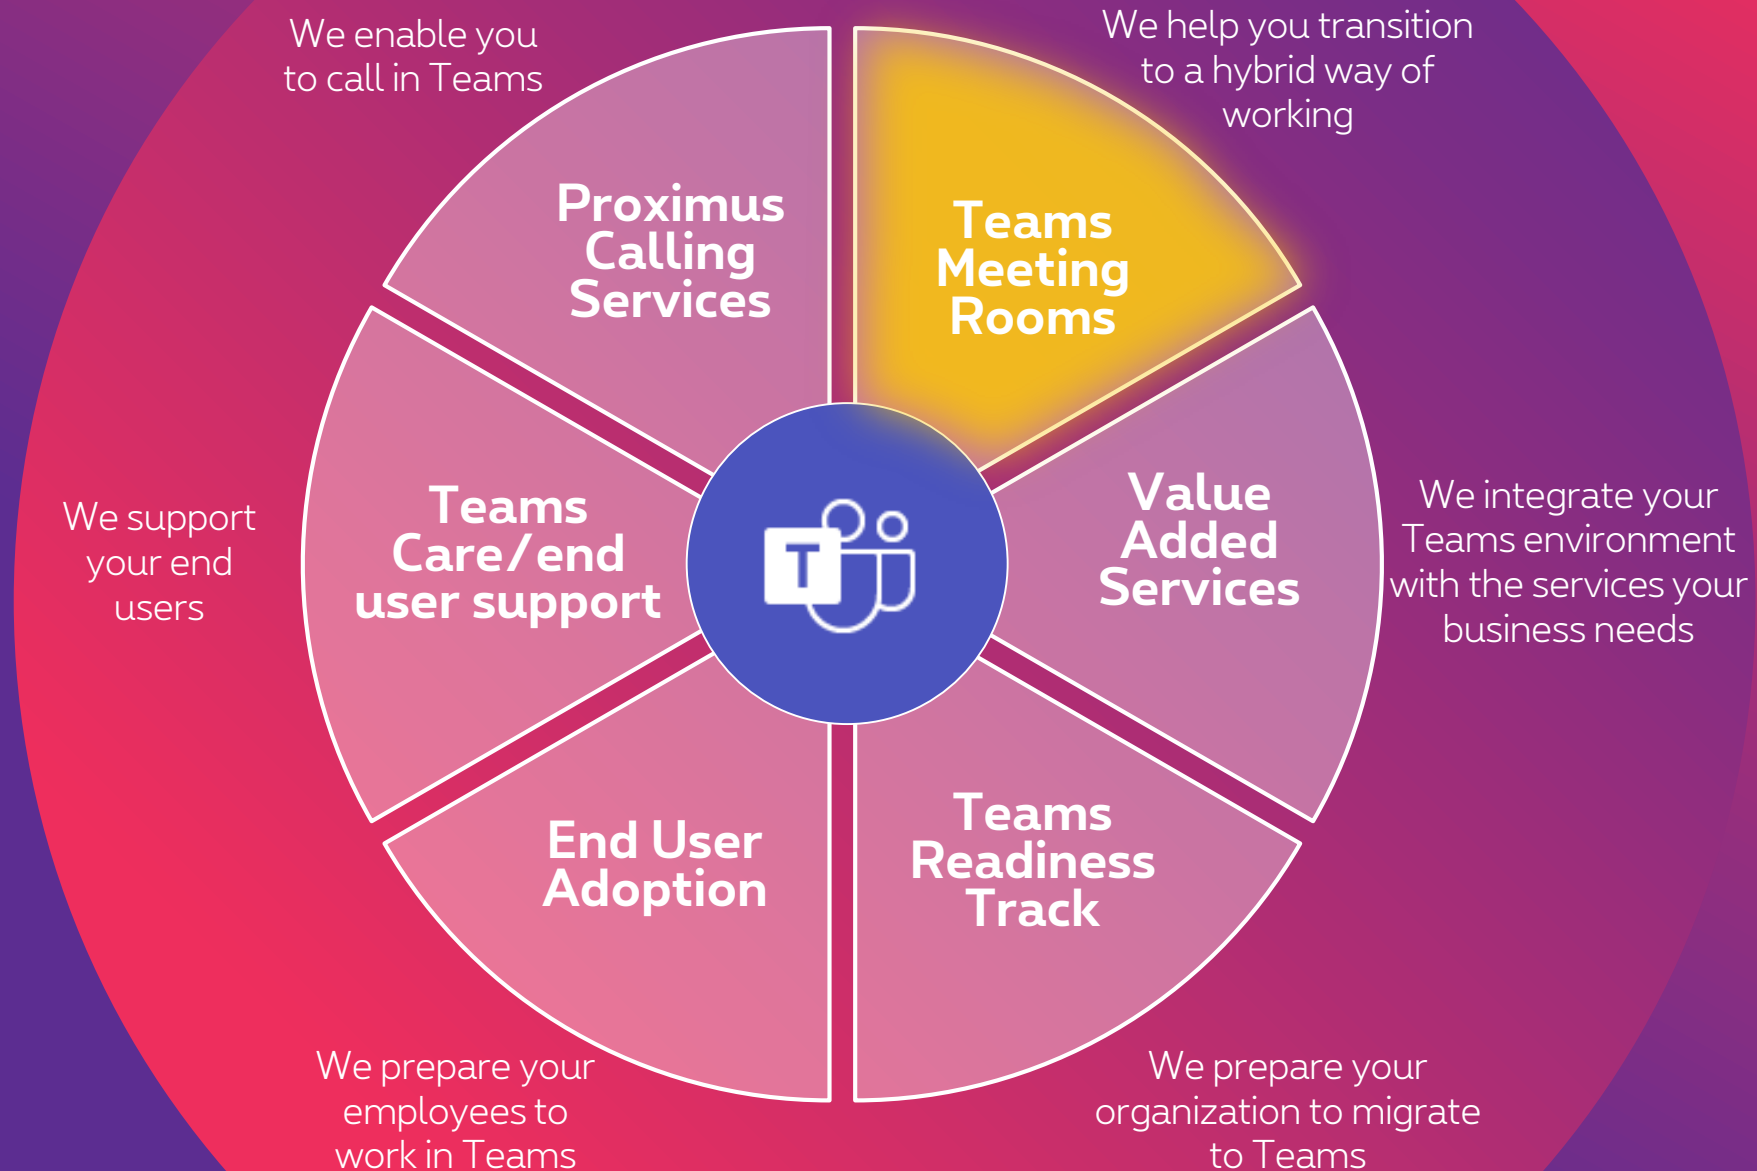 We enable you
to call in Teams
We help you transition
to a hybrid way of
working
Proximus
Calling
Services
Teams
Meeting
Rooms
We support
your end
users
Teams
Care/end
user support
T
Value
Added
Services
We integrate your
Teams environment
with the services your
business needs
End User
Adoption
Teams
Readiness
Track
We prepare your
employees to
work in Teams
We prepare your
organization to migrate
to Teams